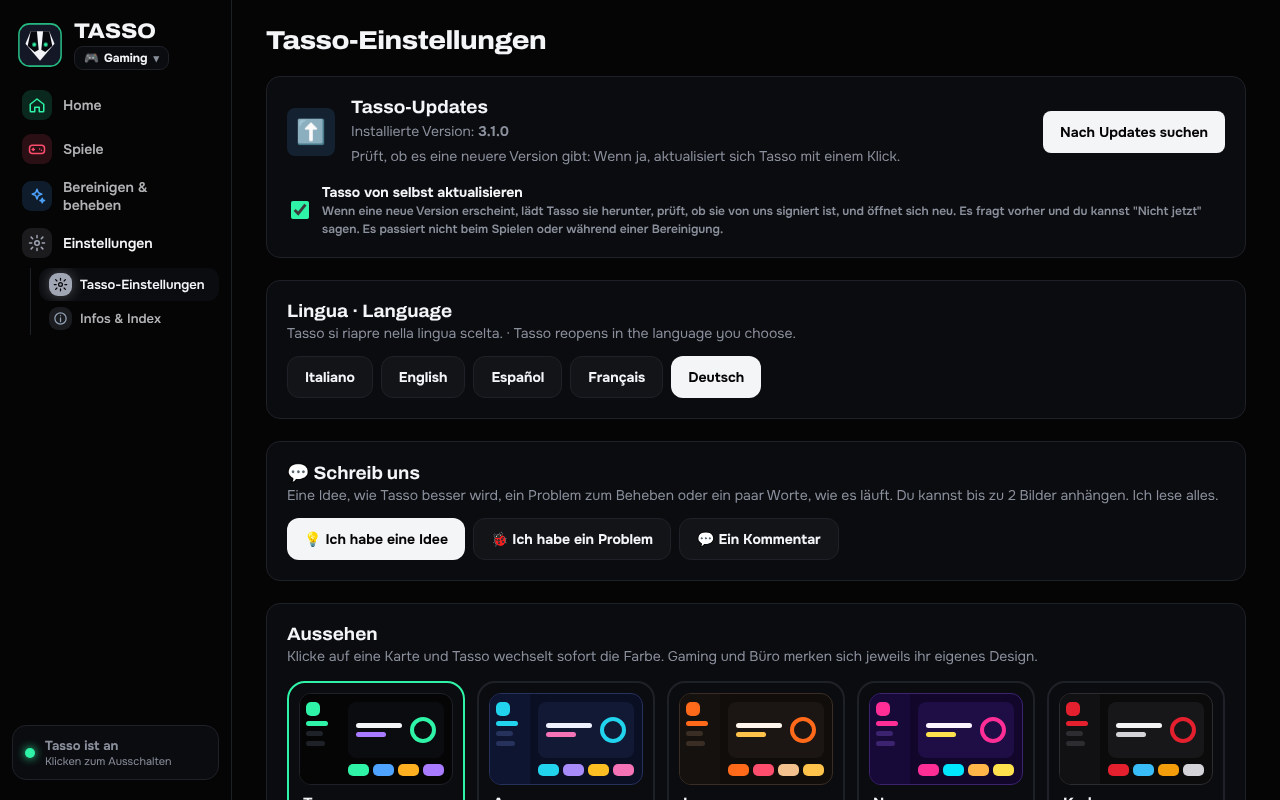 TASSO
🎮 Gaming ▾
Home
Spiele
Bereinigen &
beheben
Einstellungen
Tasso-Einstellungen
Infos & Index
Tasso ist an
Klicken zum Ausschalten
Tasso-Einstellungen
Tasso-Updates
Installierte Version: 3.1.0
Prüft, ob es eine neuere Version gibt: Wenn ja, aktualisiert sich Tasso mit einem Klick.
Nach Updates suchen
Tasso von selbst aktualisieren
Wenn eine neue Version erscheint, lädt Tasso sie herunter, prüft, ob sie von uns signiert ist, und öffnet sich neu. Es fragt vorher und du kannst "Nicht jetzt"
sagen. Es passiert nicht beim Spielen oder während einer Bereinigung.
Lingua · Language
Tasso si riapre nella lingua scelta. · Tasso reopens in the language you choose.
Italiano English Español Français Deutsch
💬 Schreib uns
Eine Idee, wie Tasso besser wird, ein Problem zum Beheben oder ein paar Worte, wie es läuft. Du kannst bis zu 2 Bilder anhängen. Ich lese alles.
💡 Ich habe eine Idee 🐞 Ich habe ein Problem 💬 Ein Kommentar
Aussehen
Klicke auf eine Karte und Tasso wechselt sofort die Farbe. Gaming und Büro merken sich jeweils ihr eigenes Design.